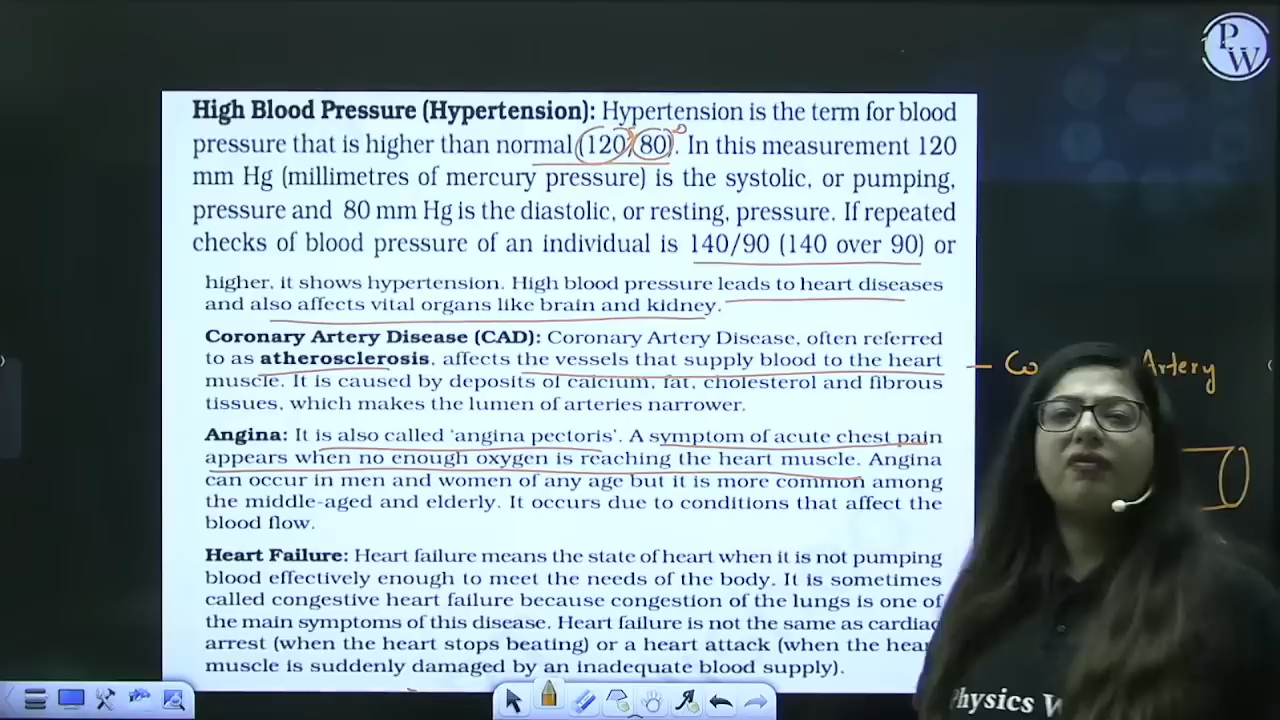 P
W
High Blood Pressure (Hypertension): Hypertension is the term for blood
pressure that is higher than normal (120/80). In this measurement 120
mm Hg (millimetres of mercury pressure) is the systolic, or pumping,
pressure and 80 mm Hg is the diastolic, or resting, pressure. If repeated
checks of blood pressure of an individual is 140/90 (140 over 90) or
higher, it shows hypertension. High blood pressure leads to heart diseases
and also affects vital organs like brain and kidney.
Coronary Artery Disease (CAD): Coronary Artery Disease, often referred
to as atherosclerosis, affects the vessels that supply blood to the heart
muscle. It is caused by deposits of calcium, fat, cholesterol and fibrous
tissues, which makes the lumen of arteries narrower.
Artery
Angina: It is also called ‘angina pectoris’. A symptom of acute chest pain
appears when no enough oxygen is reaching the heart muscle. Angina
can occur in men and women of any age but it is more common among
the middle-aged and elderly. It occurs due to conditions that affect the
blood flow.
Heart Failure: Heart failure means the state of heart when it is not pumping
blood effectively enough to meet the needs of the body. It is sometimes
called congestive heart failure because congestion of the lungs is one of
the main symptoms of this disease. Heart failure is not the same as cardiac
arrest (when the heart stops beating) or a heart attack (when the hear
muscle is suddenly damaged by an inadequate blood supply).
Physics W